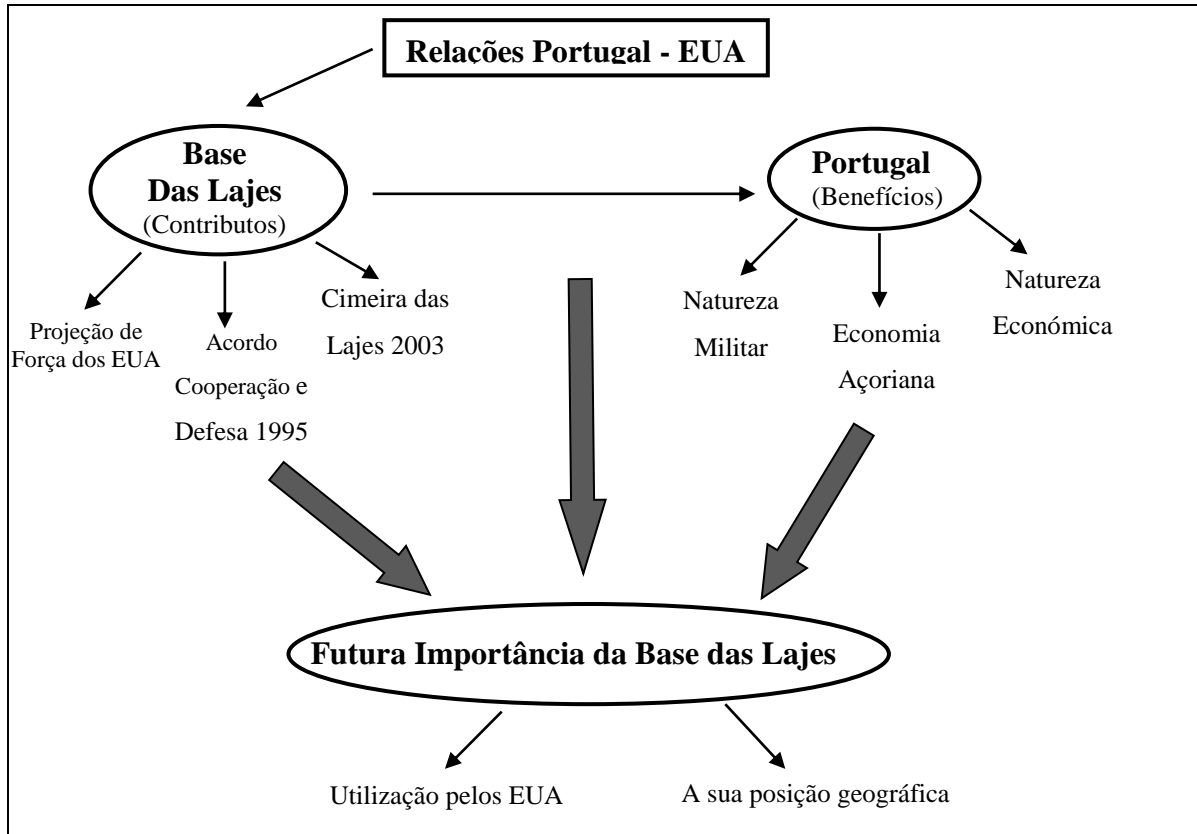 Relações Portugal - EUA
Base
Das Lajes
(Contributos)
Portugal
(Benefícios)
Projeção de
Força dos EUA
Acordo
Cooperação e
Defesa 1995
Cimeira das
Lajes 2003
Natureza
Militar
Economia
Açoriana
Natureza
Económica
Futura Importância da Base das Lajes
Utilização pelos EUA
A sua posição geográfica